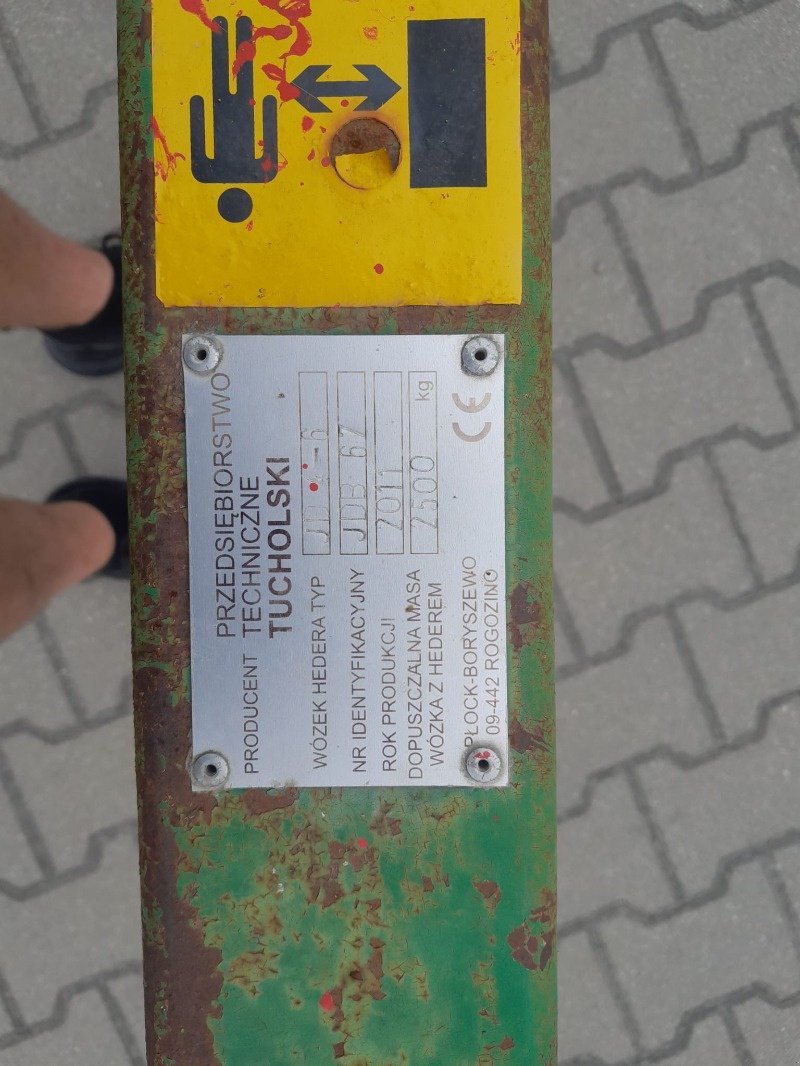 PRODUCENT PRZEDSIĘBIORSTWO
TECHNICZNE
TUCHOLSKI
WÓZEK HEDERA TYP
NR IDENTYFIKACYJNY JDB 67
ROK PRODUKCJI 2011
DOPUSZCZALNA MASA 2500 kg
WÓZKA Z HEDEREM
PŁOCK-BORYSZEWO CE
09-442 ROGOZINO